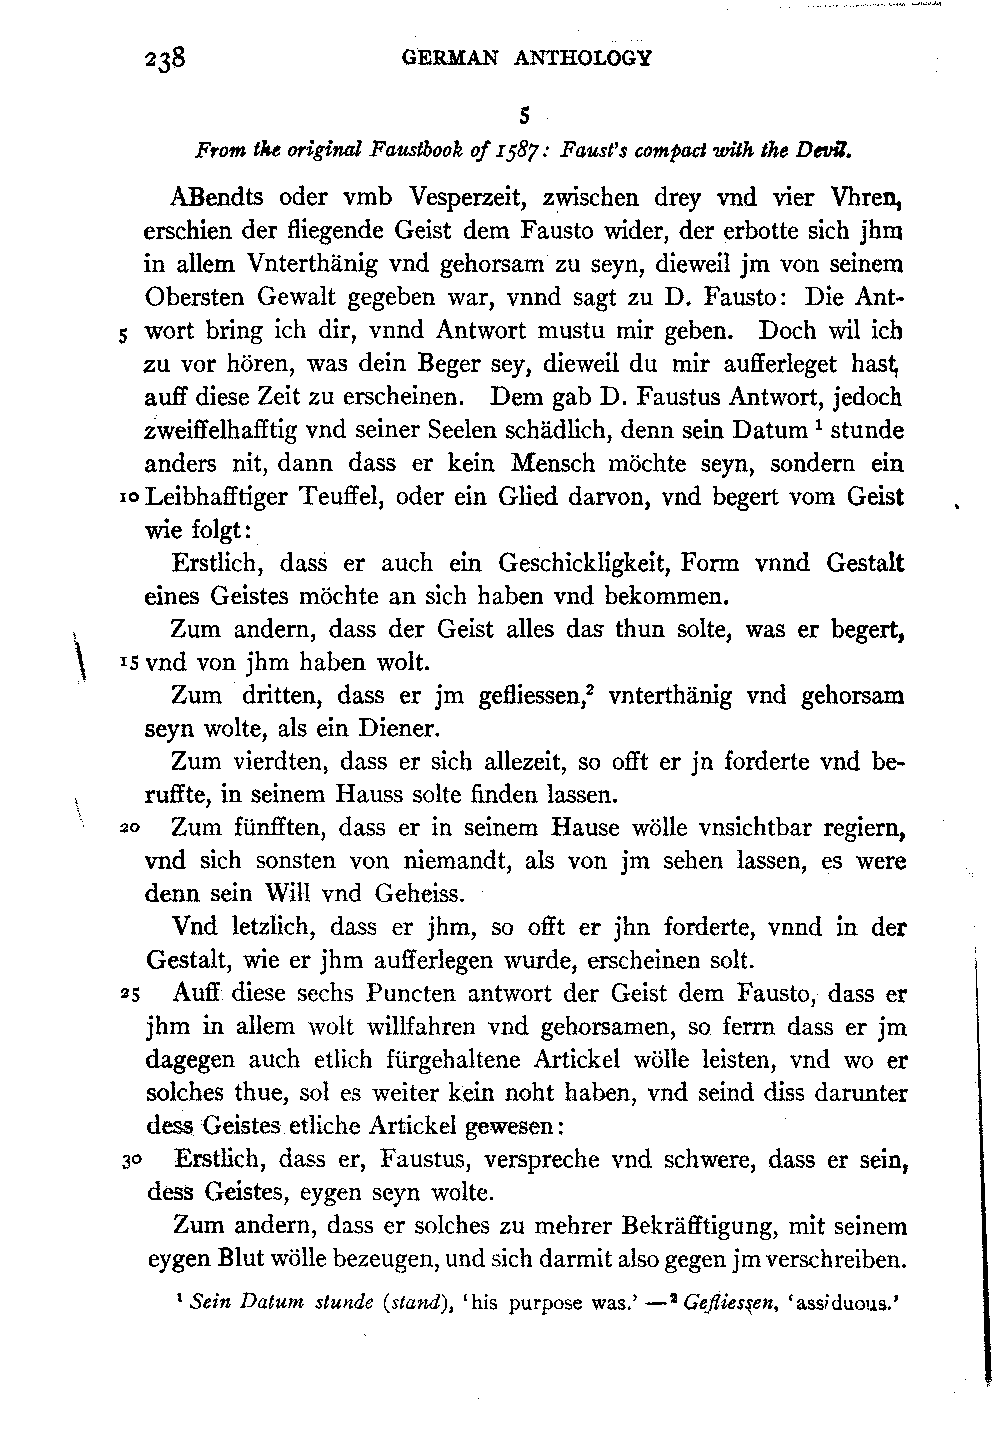 238 GERMAN ANTHOLOGY
5
From the original Faustbook of 1587: Faust's compact with the Devil.
ABendts oder vmb Vesperzeit, zwischen drey vnd vier Vhren,
erschien der fliegende Geist dem Fausto wider, der erbotte sich jhm
in allem Vnterthänig vnd gehorsam zu seyn, dieweil jm von seinem
Obersten Gewalt gegeben war, vnnd sagt zu D. Fausto: Die Ant-
5 wort bring ich dir, vnnd Antwort mustu mir geben. Doch wil ich
zu vor hören, was dein Beger sey, dieweil du mir aufferleget hast,
auff diese Zeit zu erscheinen. Dem gab D. Faustus Antwort, jedoch
zweiffelhafftig vnd seiner Seelen schädlich, denn sein Datum ¹ stunde
anders nit, dann dass er kein Mensch möchte seyn, sondern ein
10 Leibhafftiger Teuffel, oder ein Glied darvon, vnd begert vom Geist
wie folgt:
Erstlich, dass er auch ein Geschickligkeit, Form vnnd Gestalt
eines Geistes möchte an sich haben vnd bekommen.
Zum andern, dass der Geist alles das thun solte, was er begert,
15 vnd von jhm haben wolt.
Zum dritten, dass er jm gefliessen,² vnterthänig vnd gehorsam
seyn wolte, als ein Diener.
Zum vierdten, dass er sich allezeit, so offt er jn forderte vnd be-
ruffte, in seinem Hauss solte finden lassen.
20 Zum fünfften, dass er in seinem Hause wölle vnsichtbar regiern,
vnd sich sonsten von niemandt, als von jm sehen lassen, es were
denn sein Will vnd Geheiss.
Vnd letzlich, dass er jhm, so offt er jhn forderte, vnnd in der
Gestalt, wie er jhm aufferlegen wurde, erscheinen solt.
25 Auff diese sechs Puncten antwort der Geist dem Fausto, dass er
jhm in allem wolt willfahren vnd gehorsamen, so ferrn dass er jm
dagegen auch etlich fürgehaltene Artickel wölle leisten, vnd wo er
solches thue, sol es weiter kein noht haben, vnd seind diss darunter
dess Geistes etliche Artickel gewesen:
30 Erstlich, dass er, Faustus, verspreche vnd schwere, dass er sein,
dess Geistes, eygen seyn wolte.
Zum andern, dass er solches zu mehrer Bekräfftigung, mit seinem
eygen Blut wölle bezeugen, und sich darmit also gegen jm verschreiben.
¹ Sein Datum stunde (stand), ‘his purpose was.’ —² Gefliessen, ‘assiduous.’